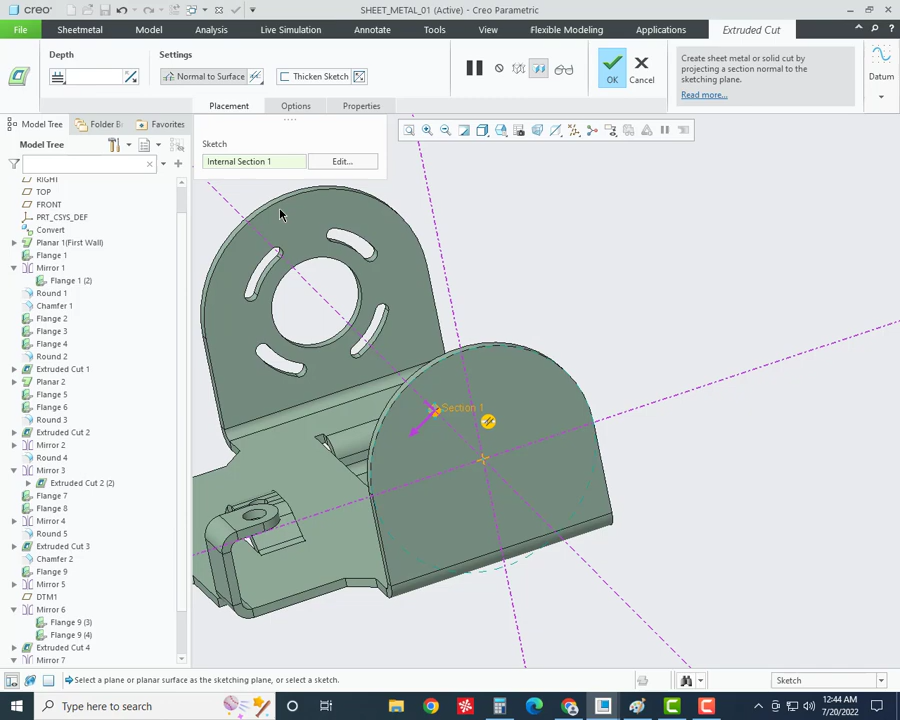 creo
SHEET_METAL_01 (Active) - Creo Parametric
File
Sheetmetal
Model
Analysis
Live Simulation
Annotate
Tools
View
Flexible Modeling
Applications
Extruded Cut
Depth
Settings
Normal to Surface
Thicken Sketch
OK
Cancel
Create sheet metal or solid cut by
projecting a section normal to the
sketching plane.
Read more...
Datum
Placement
Options
Properties
Model Tree
Folder Br
Favorites
Model Tree
Sketch
Internal Section 1
Edit...
RIGHT
TOP
FRONT
PRT_CSYS_DEF
Convert
Planar 1(First Wall)
Flange 1
Mirror 1
Flange 1 (2)
Round 1
Chamfer 1
Flange 2
Flange 3
Flange 4
Round 2
Extruded Cut 1
Planar 2
Flange 5
Flange 6
Round 3
Extruded Cut 2
Mirror 2
Round 4
Mirror 3
Extruded Cut 2 (2)
Flange 7
Flange 8
Mirror 4
Round 5
Extruded Cut 3
Chamfer 2
Flange 9
Mirror 5
DTM1
Mirror 6
Flange 9 (3)
Flange 9 (4)
Extruded Cut 4
Mirror 7
Section 1
Select a plane or planar surface as the sketching plane, or select a sketch.
Sketch
Type here to search
12:44 AM
7/20/2022